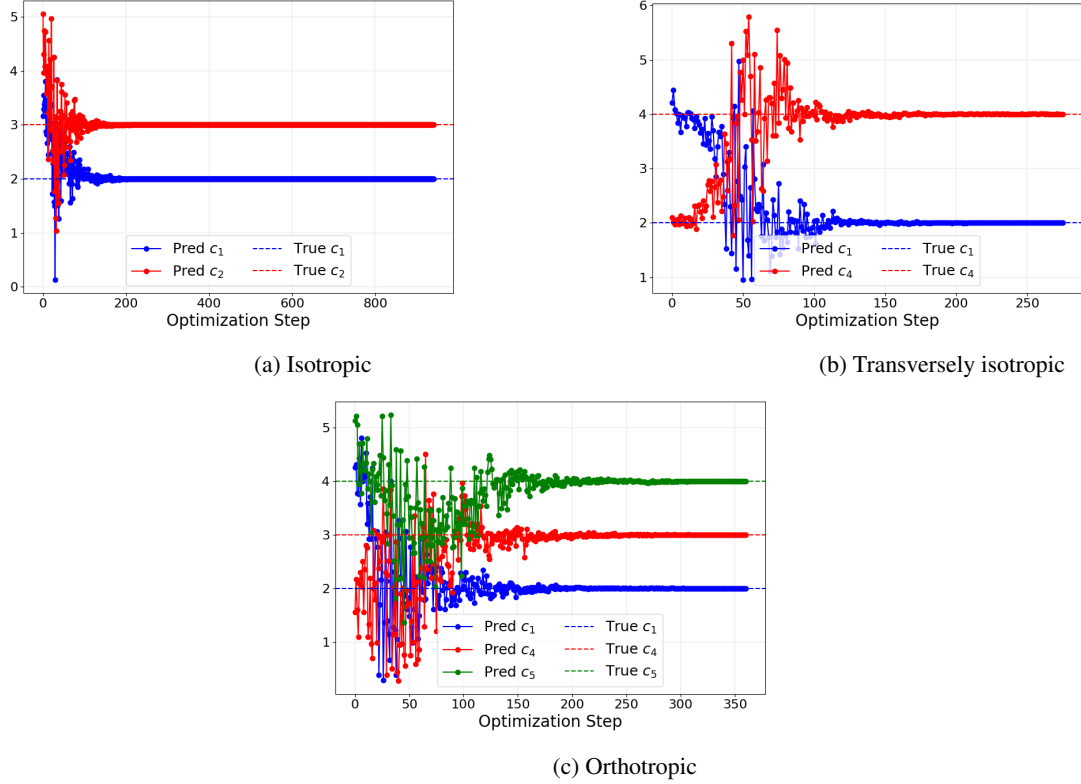 5
4
3
2
1
0
Pred c₁
Pred c₂
True c₁
True c₂
0 200 400 600 800
Optimization Step
(a) Isotropic
6
5
4
3
2
1
Pred c₁
Pred c₄
True c₁
True c₄
0 50 100 150 200 250
Optimization Step
(b) Transversely isotropic
5
4
3
2
1
Pred c₁
Pred c₄
Pred c₅
True c₁
True c₄
True c₅
0 50 100 150 200 250 300 350
Optimization Step
(c) Orthotropic